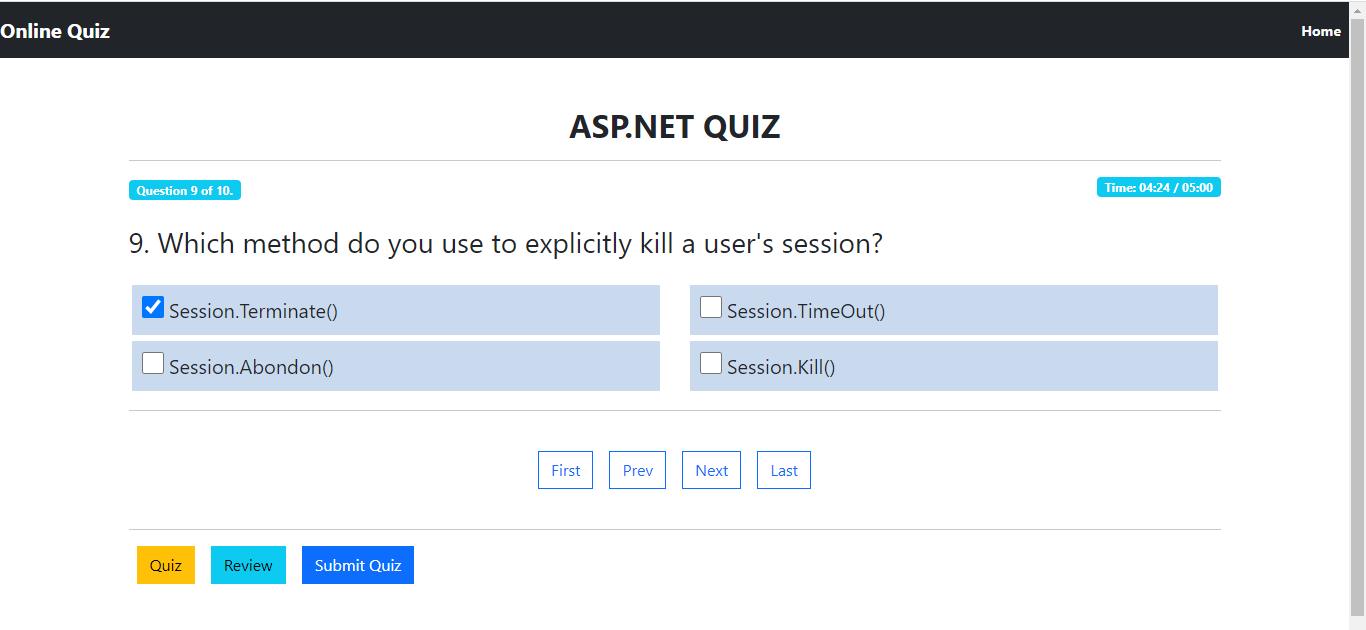 Online Quiz Home
ASP.NET QUIZ
Question 9 of 10. Time: 04:24 / 05:00
9. Which method do you use to explicitly kill a user's session?
Session.Terminate() Session.TimeOut()
Session.Abondon() Session.Kill()
First Prev Next Last
Quiz Review Submit Quiz